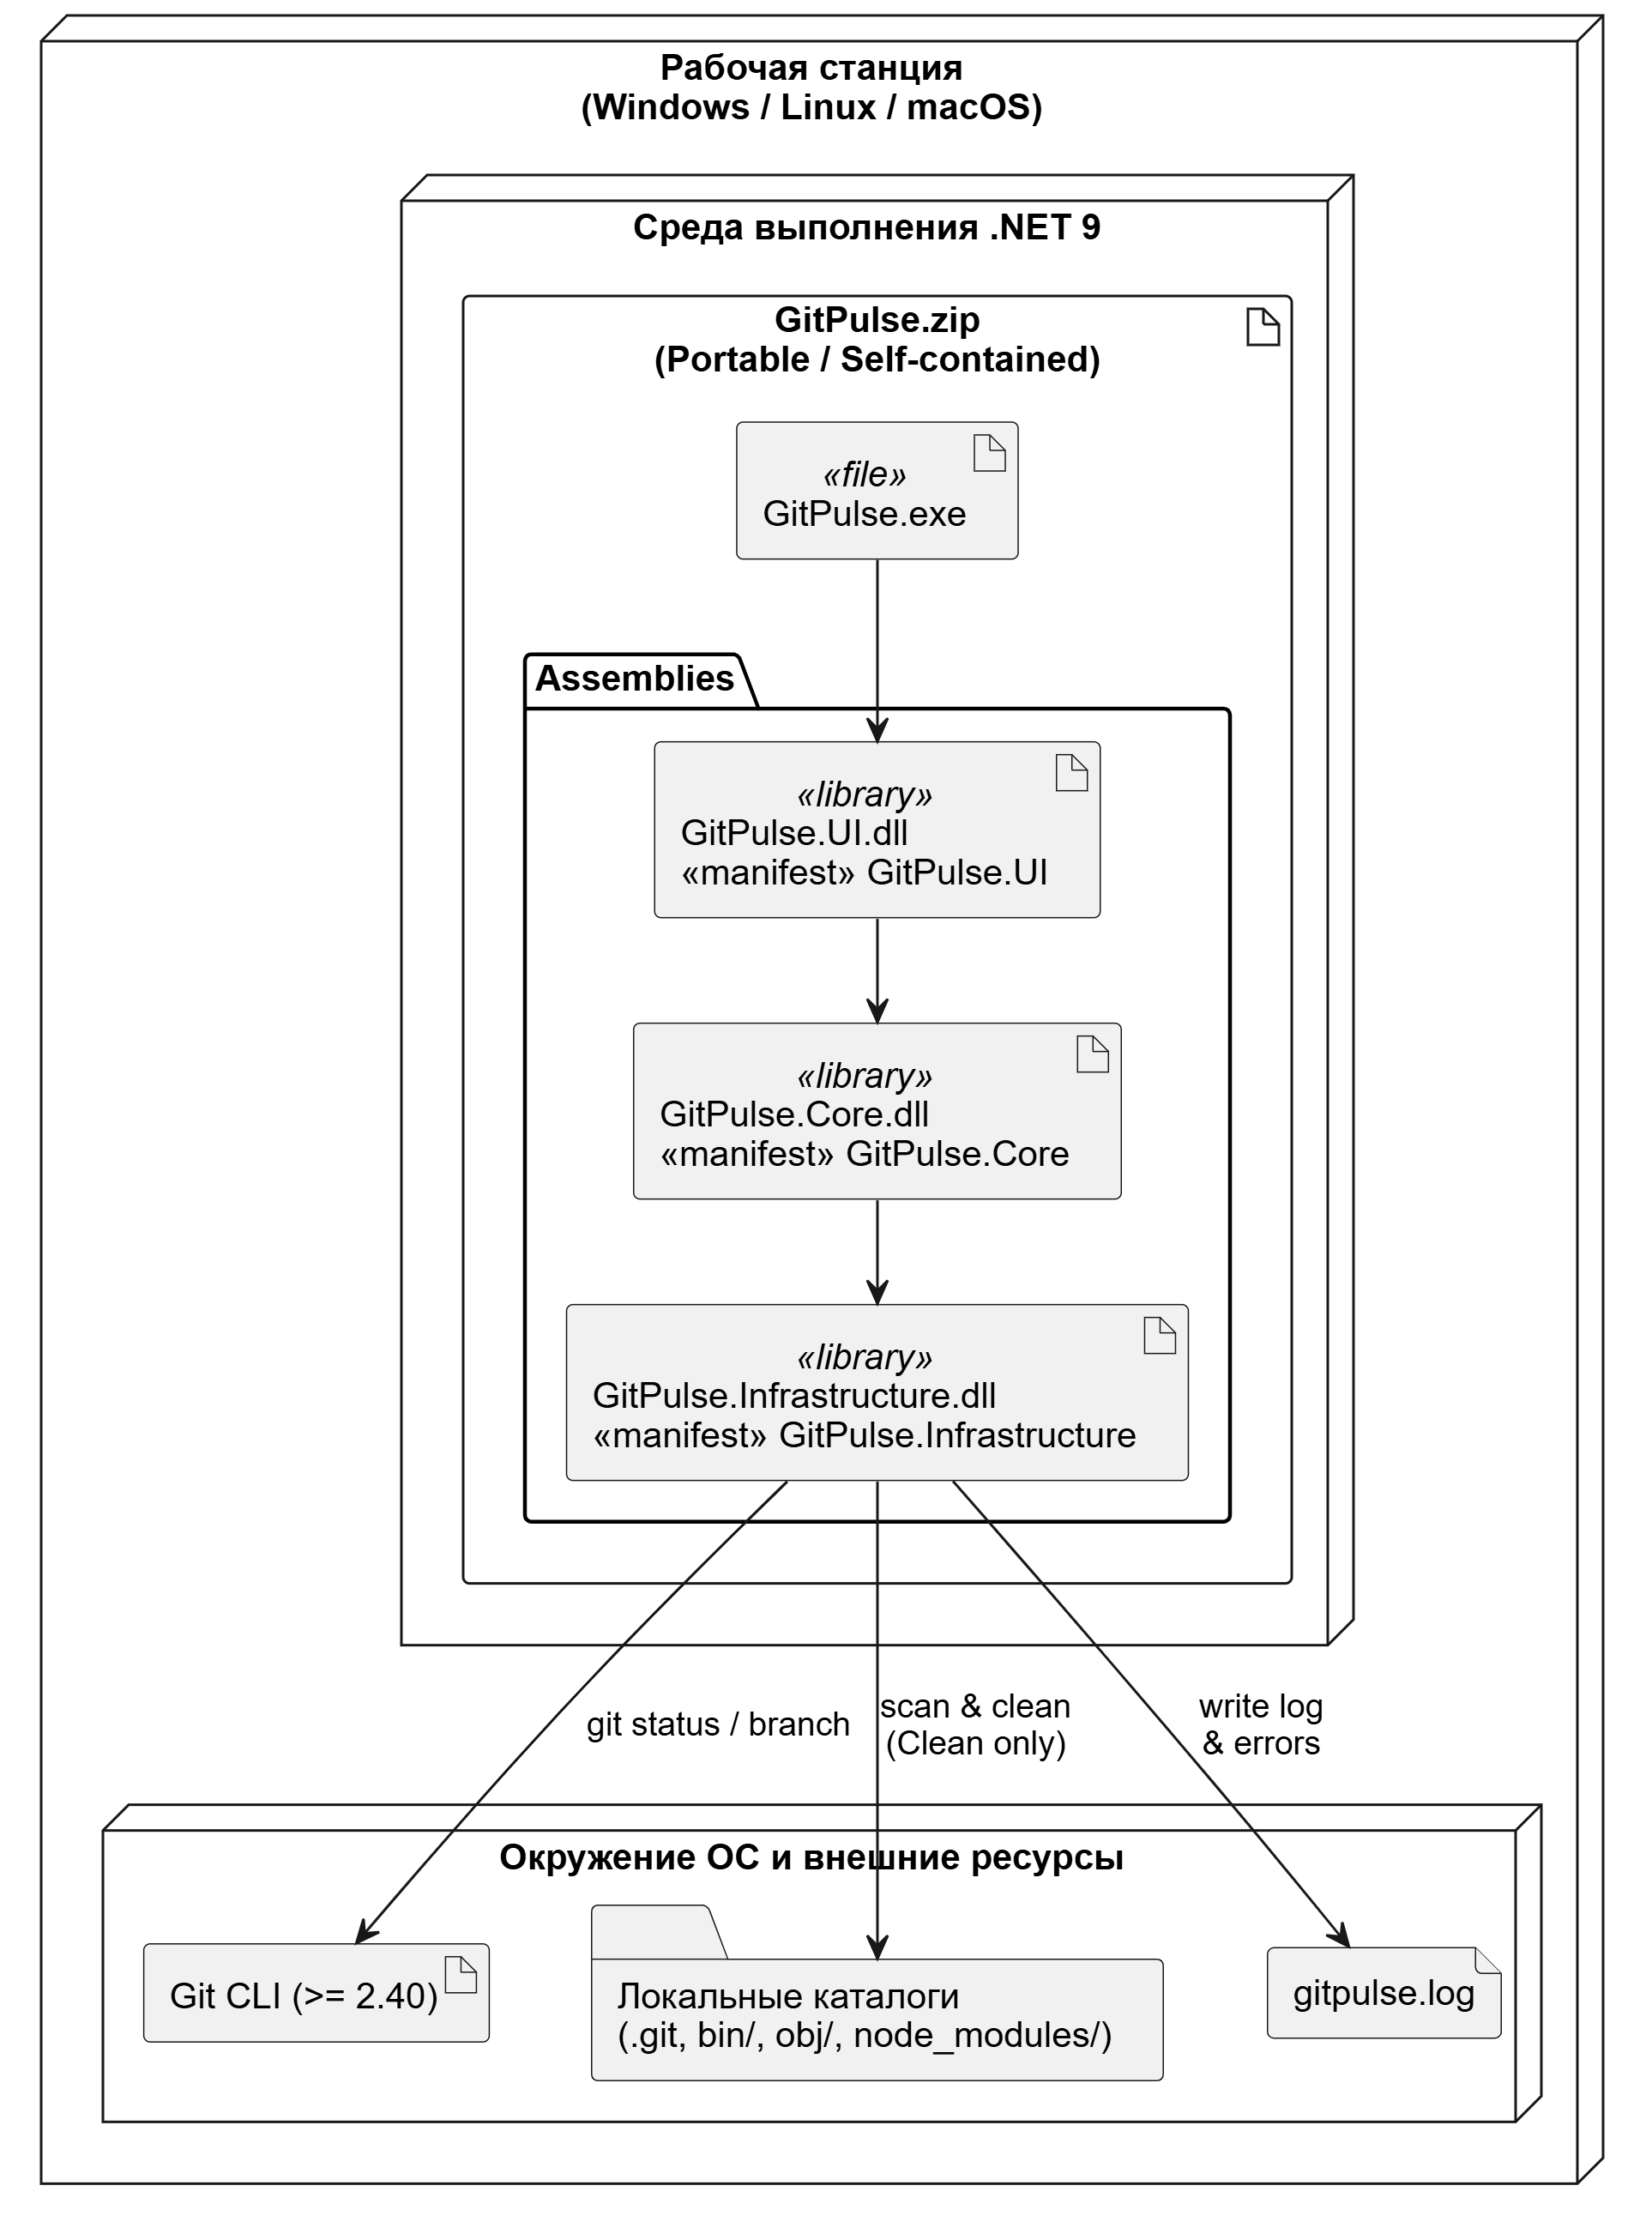 Рабочая станция
(Windows / Linux / macOS)
Среда выполнения .NET 9
GitPulse.zip
(Portable / Self-contained)
«file»
GitPulse.exe
Assemblies
«library»
GitPulse.UI.dll
«manifest» GitPulse.UI
«library»
GitPulse.Core.dll
«manifest» GitPulse.Core
«library»
GitPulse.Infrastructure.dll
«manifest» GitPulse.Infrastructure
git status / branch
scan & clean
(Clean only)
write log
& errors
Окружение ОС и внешние ресурсы
Git CLI (>= 2.40)
Локальные каталоги
(.git, bin/, obj/, node_modules/)
gitpulse.log